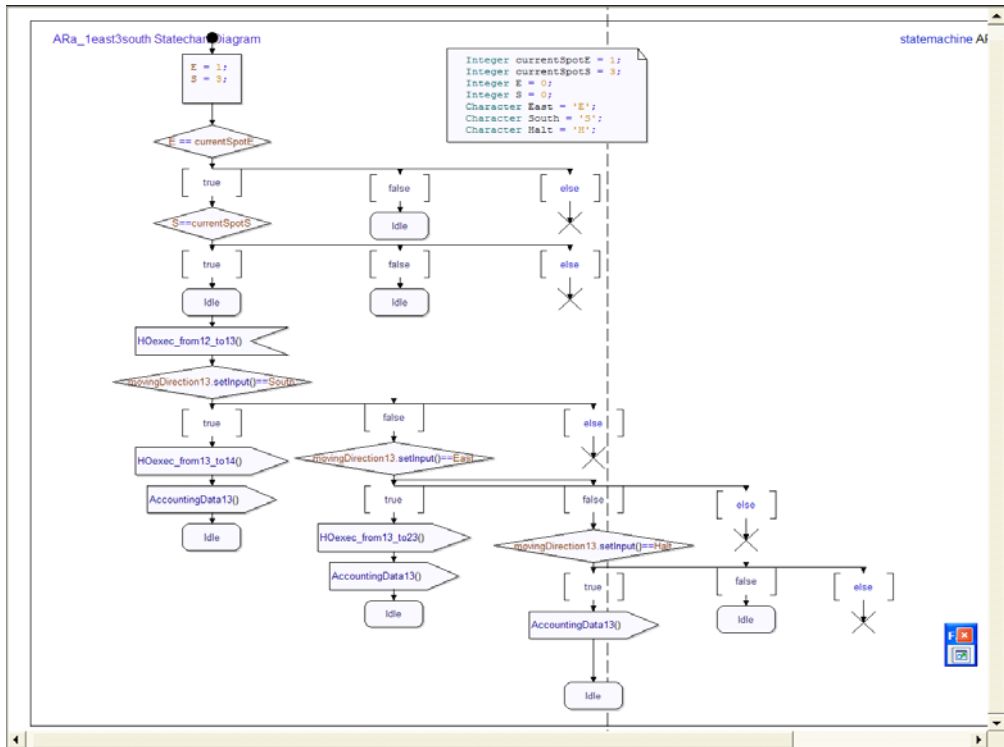 ARa_1east3south Statechart Diagram
statemachine AR
E = 1;
S = 3;
Integer currentSpotE = 1;
Integer currentSpotS = 3;
Integer E = 0;
Integer S = 0;
Character East = 'E';
Character South = 'S';
Character Halt = 'H';
E == currentSpotE
true
false
else
S==currentSpotS
Idle
true
false
else
Idle
Idle
HOexec_from12_to13()
movingDirection13.setInput()==South
true
false
else
HOexec_from13_to14()
movingDirection13.setInput()==East
AccountingData13()
true
false
else
Idle
HOexec_from13_to23()
movingDirection13.setInput()==Halt
AccountingData13()
true
false
else
Idle
Idle
AccountingData13()
Idle